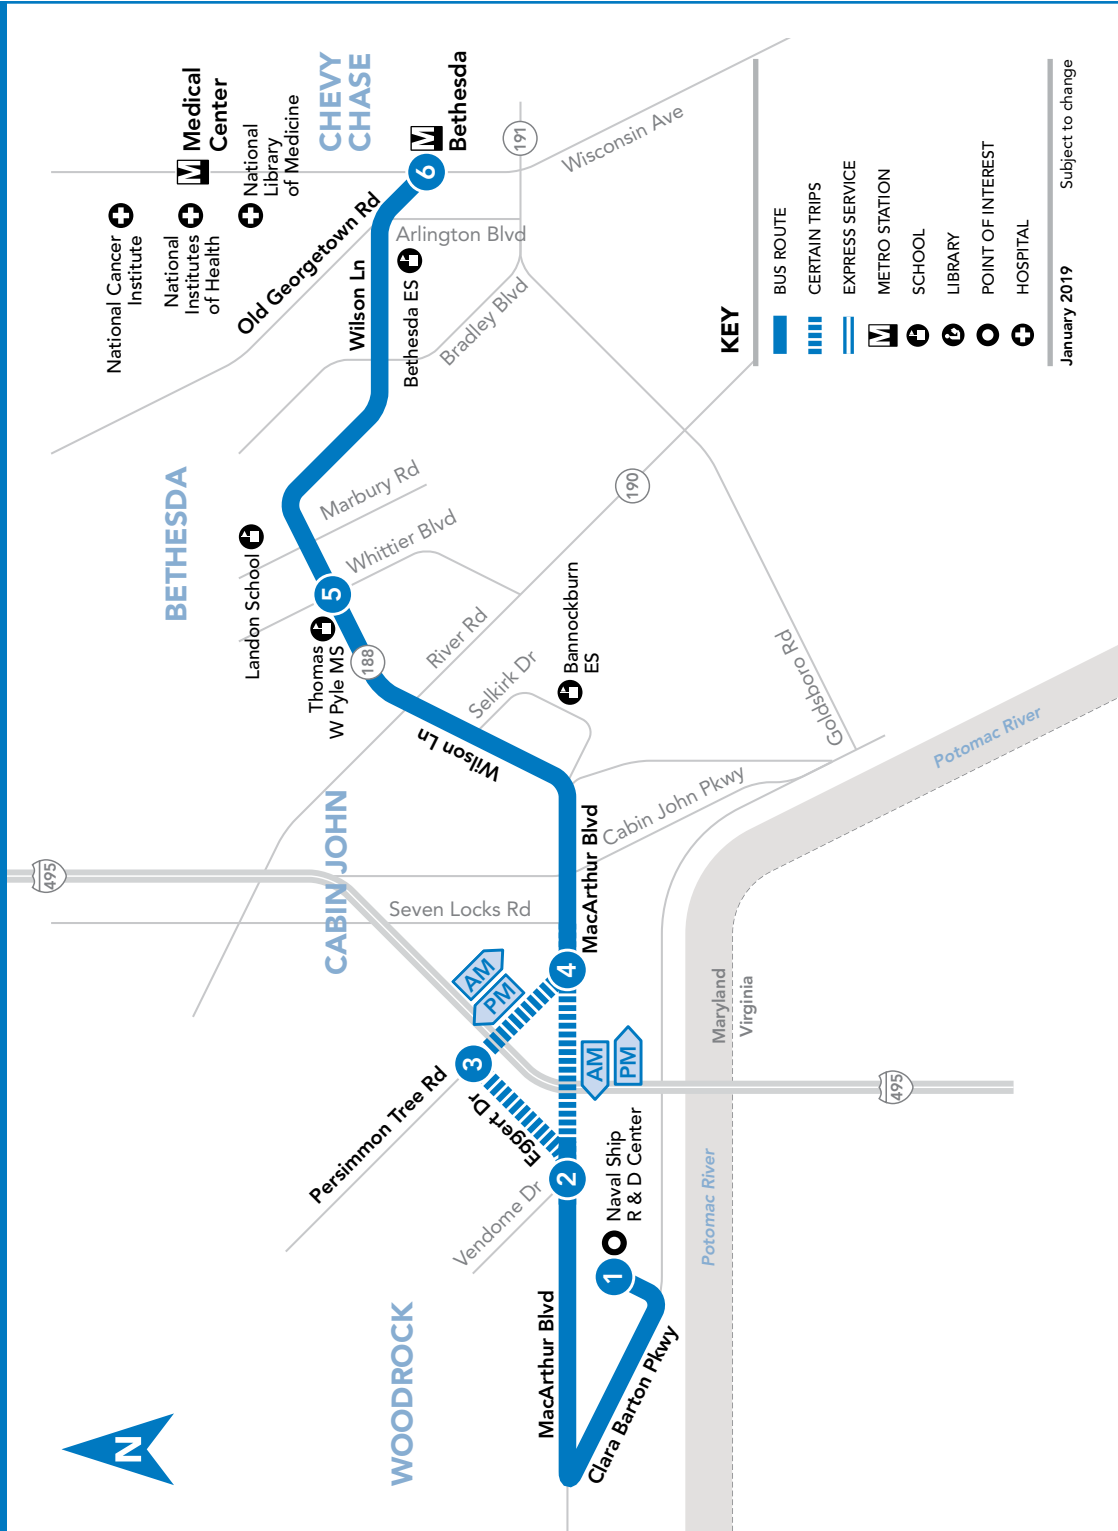 N
WOODROCK
CABIN JOHN
BETHESDA
CHEVY
CHASE
495
National Cancer
Institute
National
Institutes
of Health
Medical
Center
National
Library
of Medicine
Old Georgetown Rd
Wilson Ln
6
Bethesda
191
Wisconsin Ave
Arlington Blvd
Bethesda ES
Bradley Blvd
Landon School
Marbury Rd
Whittier Blvd
5
Thomas
W Pyle MS
188
River Rd
190
Selkirk Dr
Bannockburn
ES
Wilson Ln
Goldsboro Rd
Cabin John Pkwy
MacArthur Blvd
Seven Locks Rd
4
AM
PM
3
Persimmon Tree Rd
Eggert Dr
AM
PM
2
Vendome Dr
Naval Ship
R & D Center
1
MacArthur Blvd
Clara Barton Pkwy
495
Maryland
Virginia
Potomac River
Potomac River
KEY
BUS ROUTE
CERTAIN TRIPS
EXPRESS SERVICE
M METRO STATION
SCHOOL
LIBRARY
POINT OF INTEREST
HOSPITAL
January 2019 Subject to change